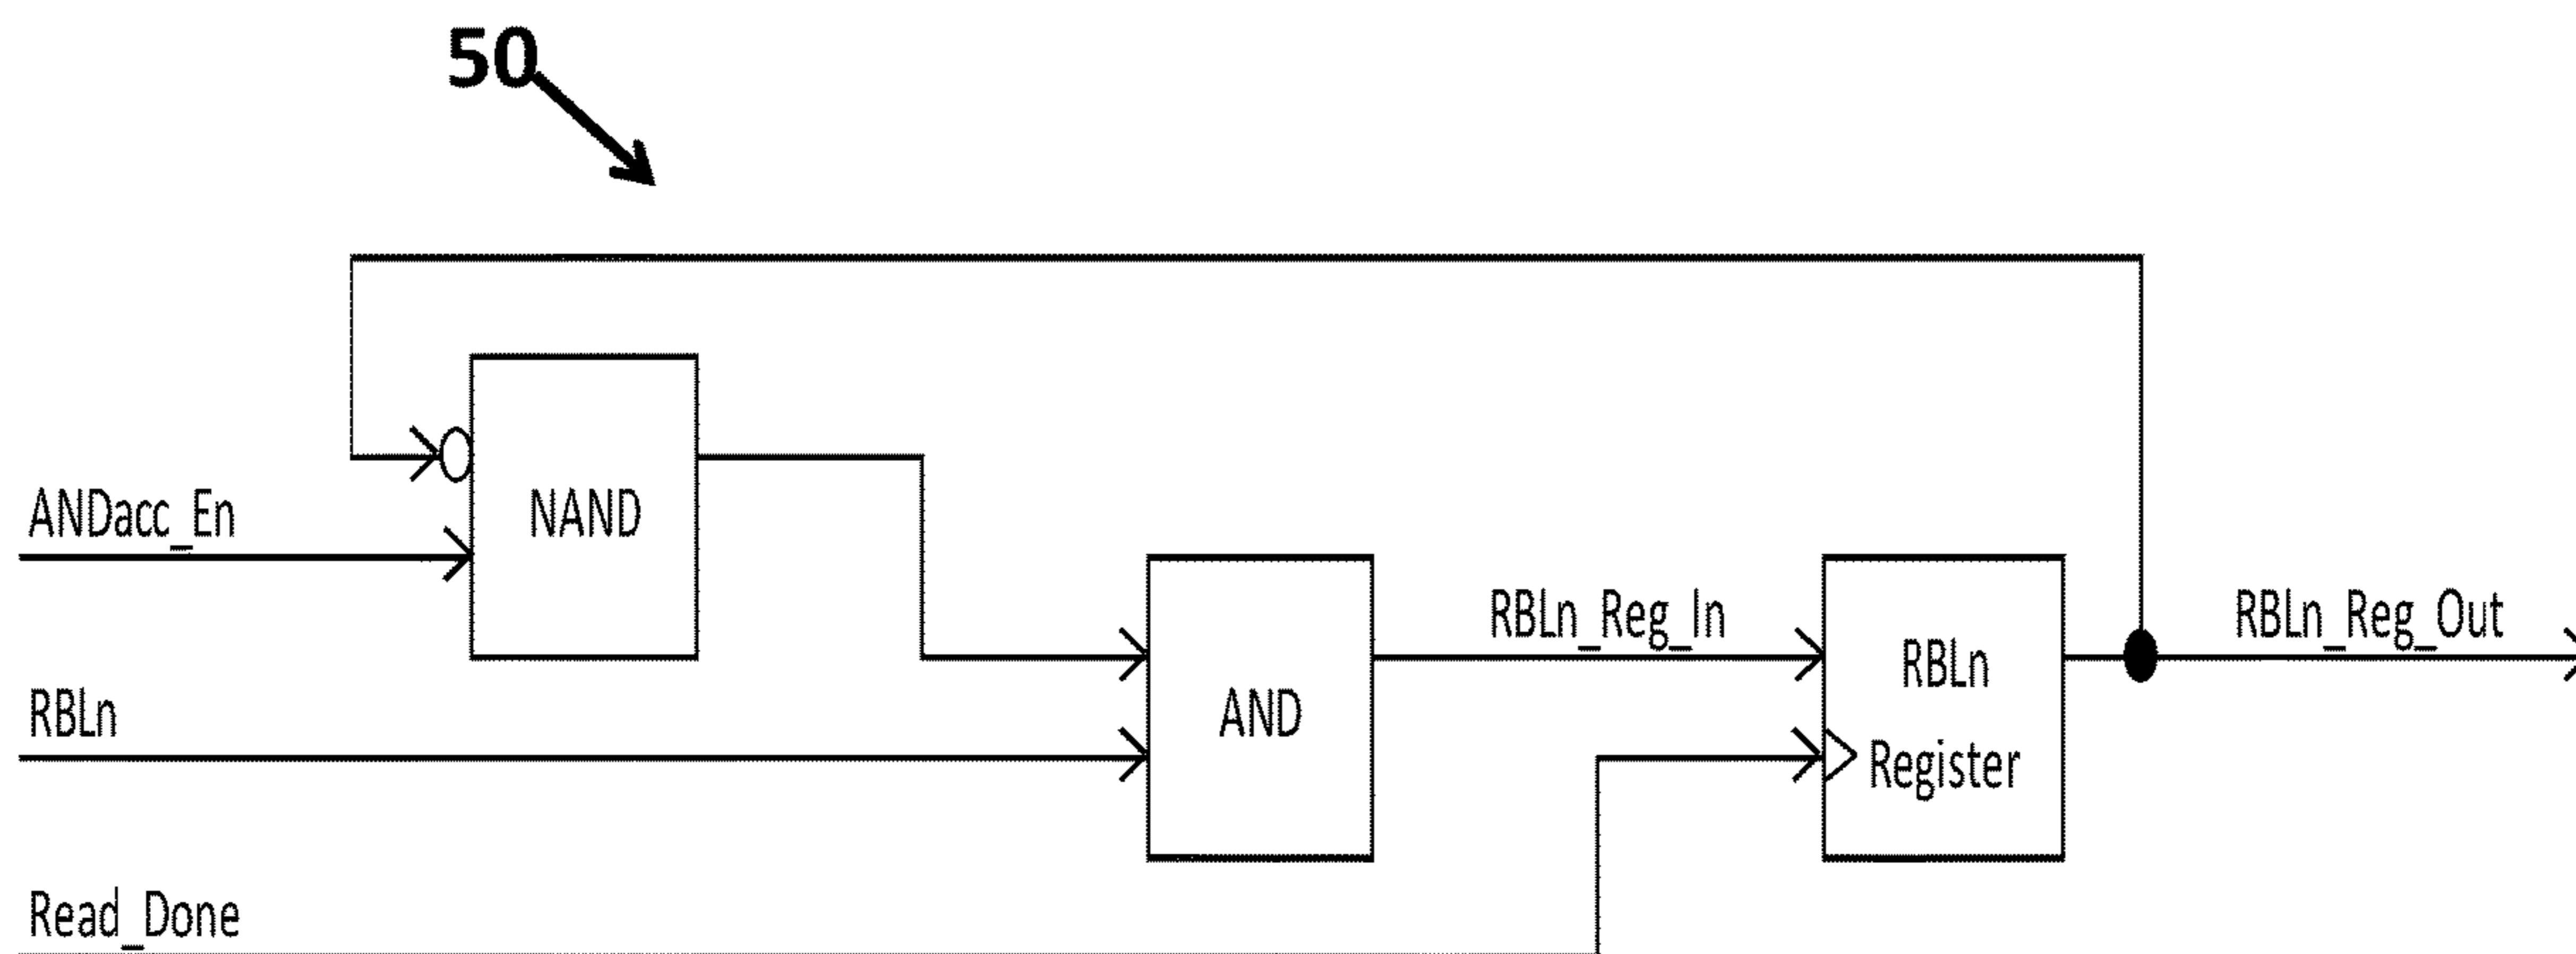 50
ANDacc_En
NAND
RBLn
AND
RBLn_Reg_In
RBLn
Register
RBLn_Reg_Out
Read_Done